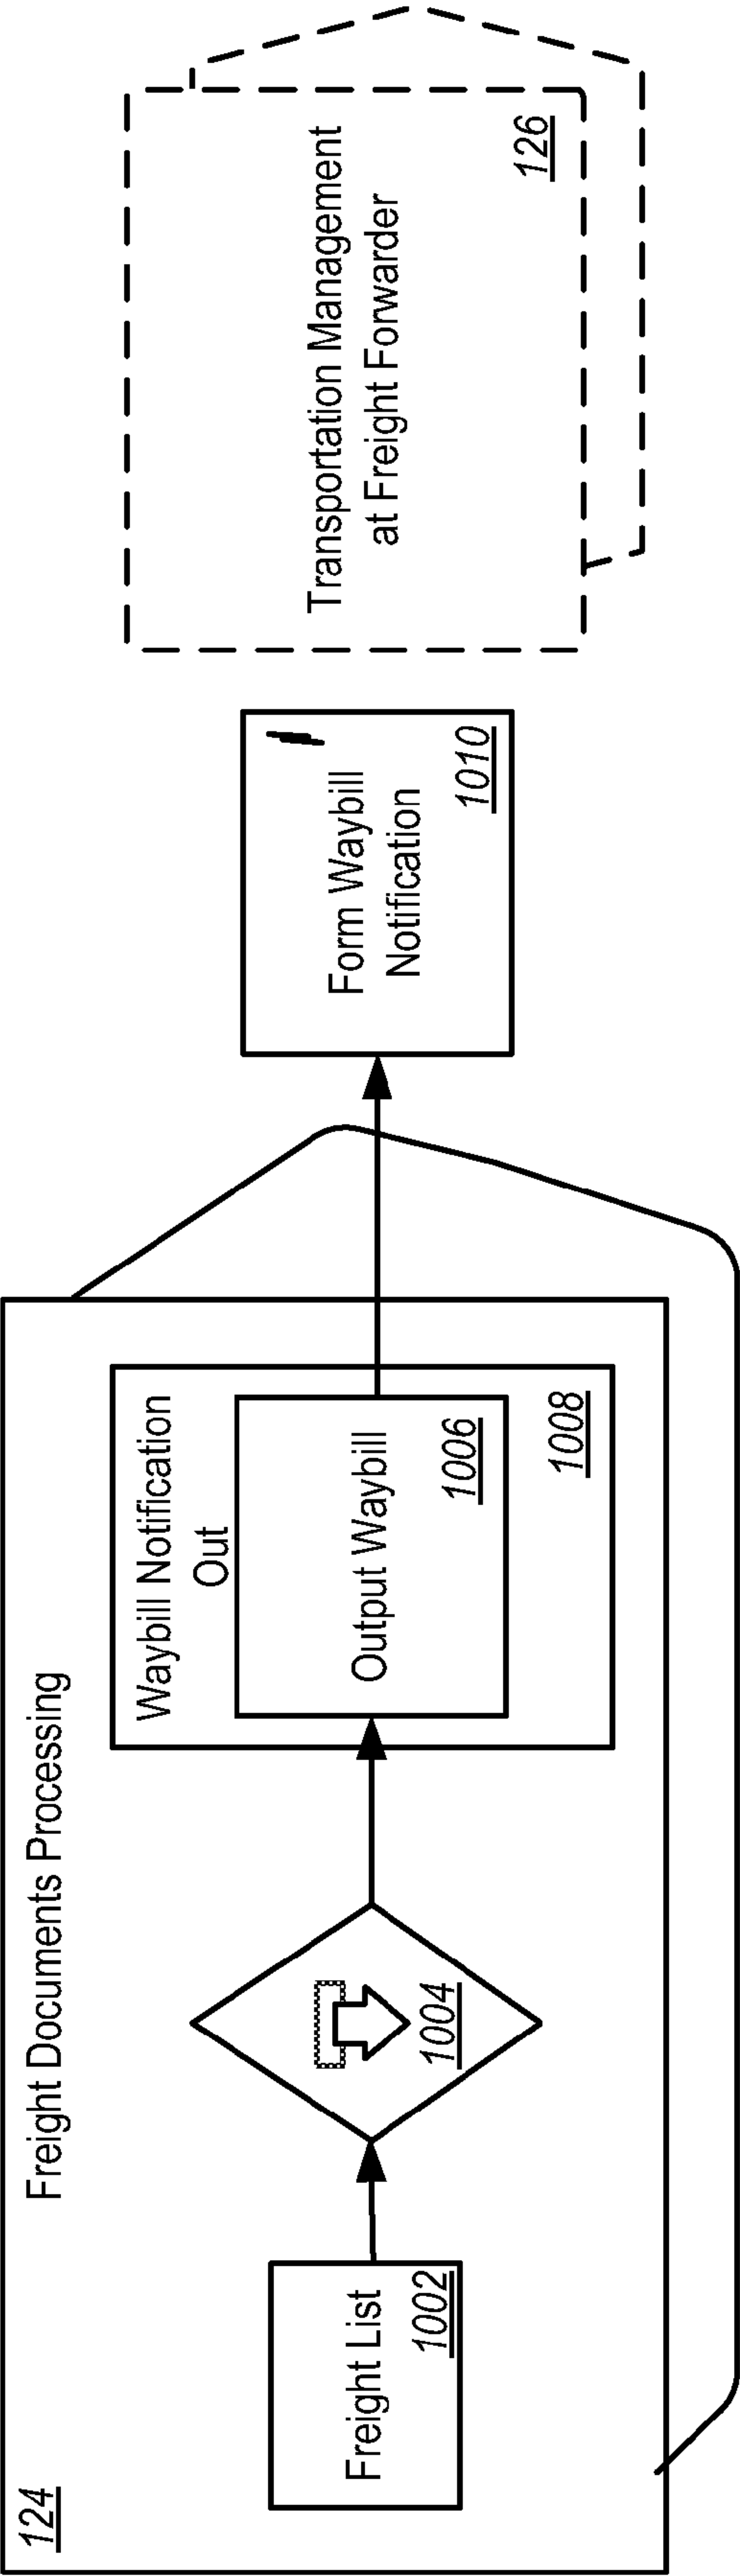 124
Freight Documents Processing
Freight List
1002
1004
Waybill Notification
Out
Output Waybill
1006
1008
Form Waybill
Notification
1010
Transportation Management
at Freight Forwarder
126